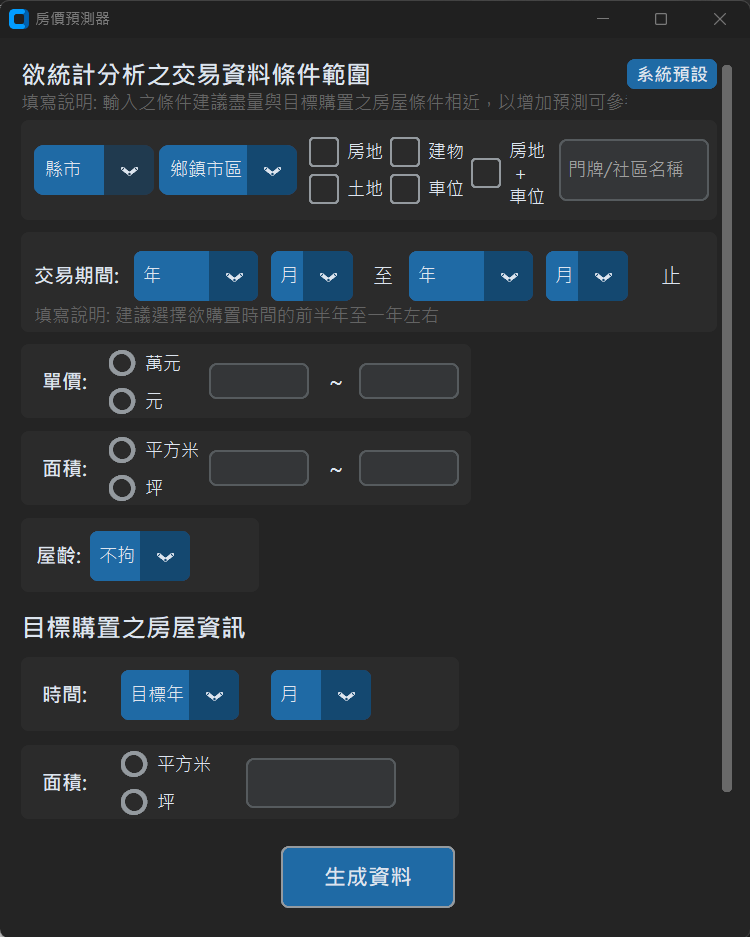 房價預測器
欲統計分析之交易資料條件範圍
系統預設
填寫說明: 輸入之條件建議盡量與目標購置之房屋條件相近，以增加預測可參
縣市
鄉鎮市區
房地
建物
土地
車位
房地
+
車位
門牌/社區名稱
交易期間: 年 月 至 年 月 止
填寫說明: 建議選擇欲購置時間的前半年至一年左右
單價:
萬元
元
~
面積:
平方米
坪
~
屋齡: 不拘
目標購置之房屋資訊
時間: 目標年 月
面積:
平方米
坪
生成資料